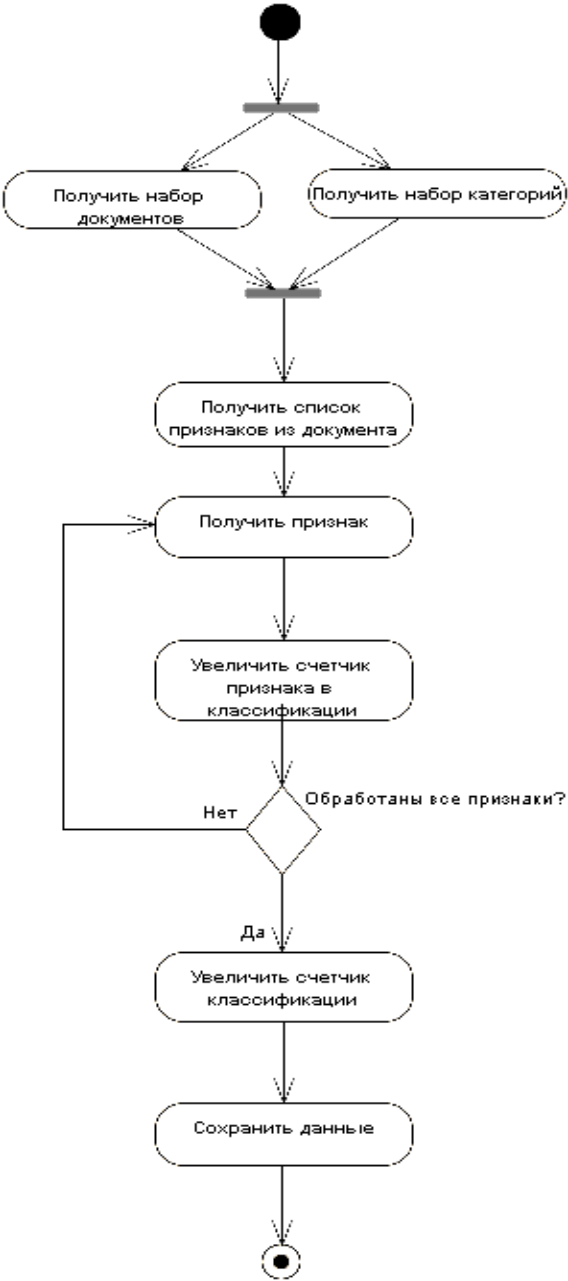 Получить набор
документов
Получить набор категорий
Получить список
признаков из документа
Получить признак
Увеличить счетчик
признака в
классификации
Обработаны все признаки?
Нет
Да
Увеличить счетчик
классификации
Сохранить данные